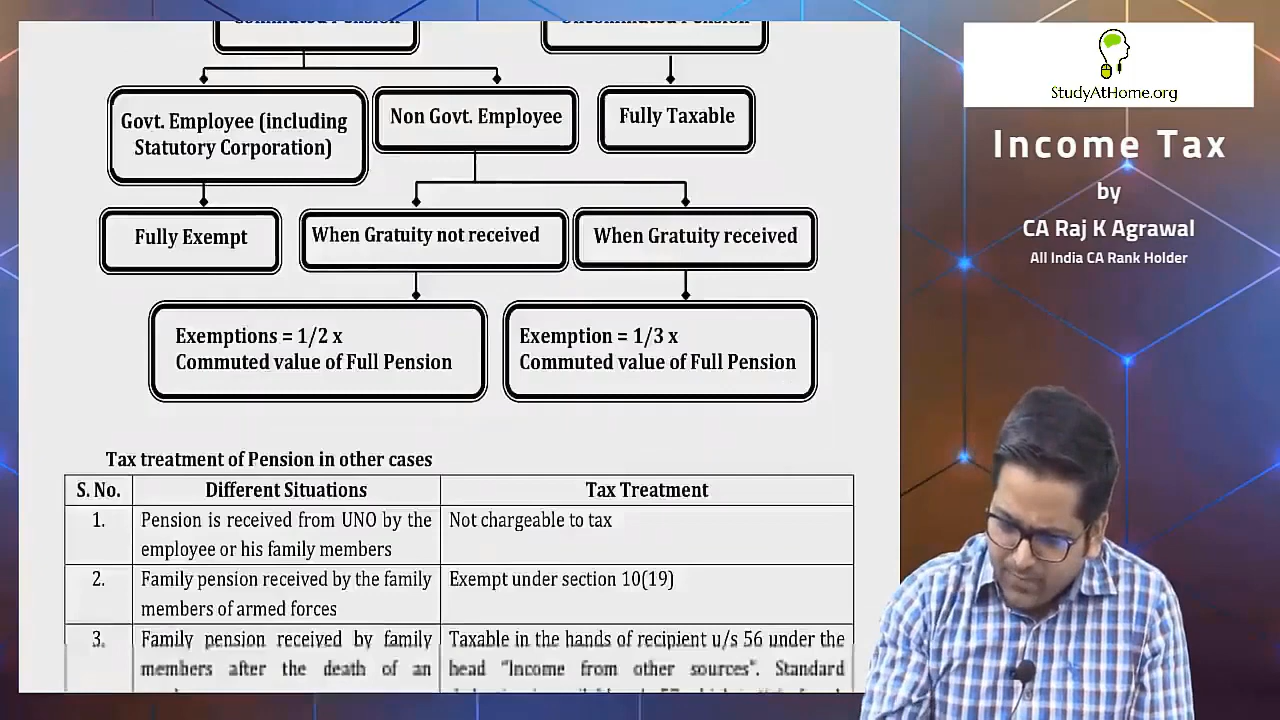 Govt. Employee (including
Statutory Corporation)
Non Govt. Employee
Fully Taxable
Fully Exempt
When Gratuity not received
When Gratuity received
Exemptions = 1/2 x
Commuted value of Full Pension
Exemption = 1/3 x
Commuted value of Full Pension
Tax treatment of Pension in other cases
S. No. Different Situations Tax Treatment
1. Pension is received from UNO by the Not chargeable to tax
employee or his family members
2. Family pension received by the family Exempt under section 10(19)
members of armed forces
3. Family pension received by family Taxable in the hands of recipient u/s 56 under the
members after the death of an head "Income from other sources". Standard
StudyAtHome.org
Income Tax
by
CA Raj K Agrawal
All India CA Rank Holder